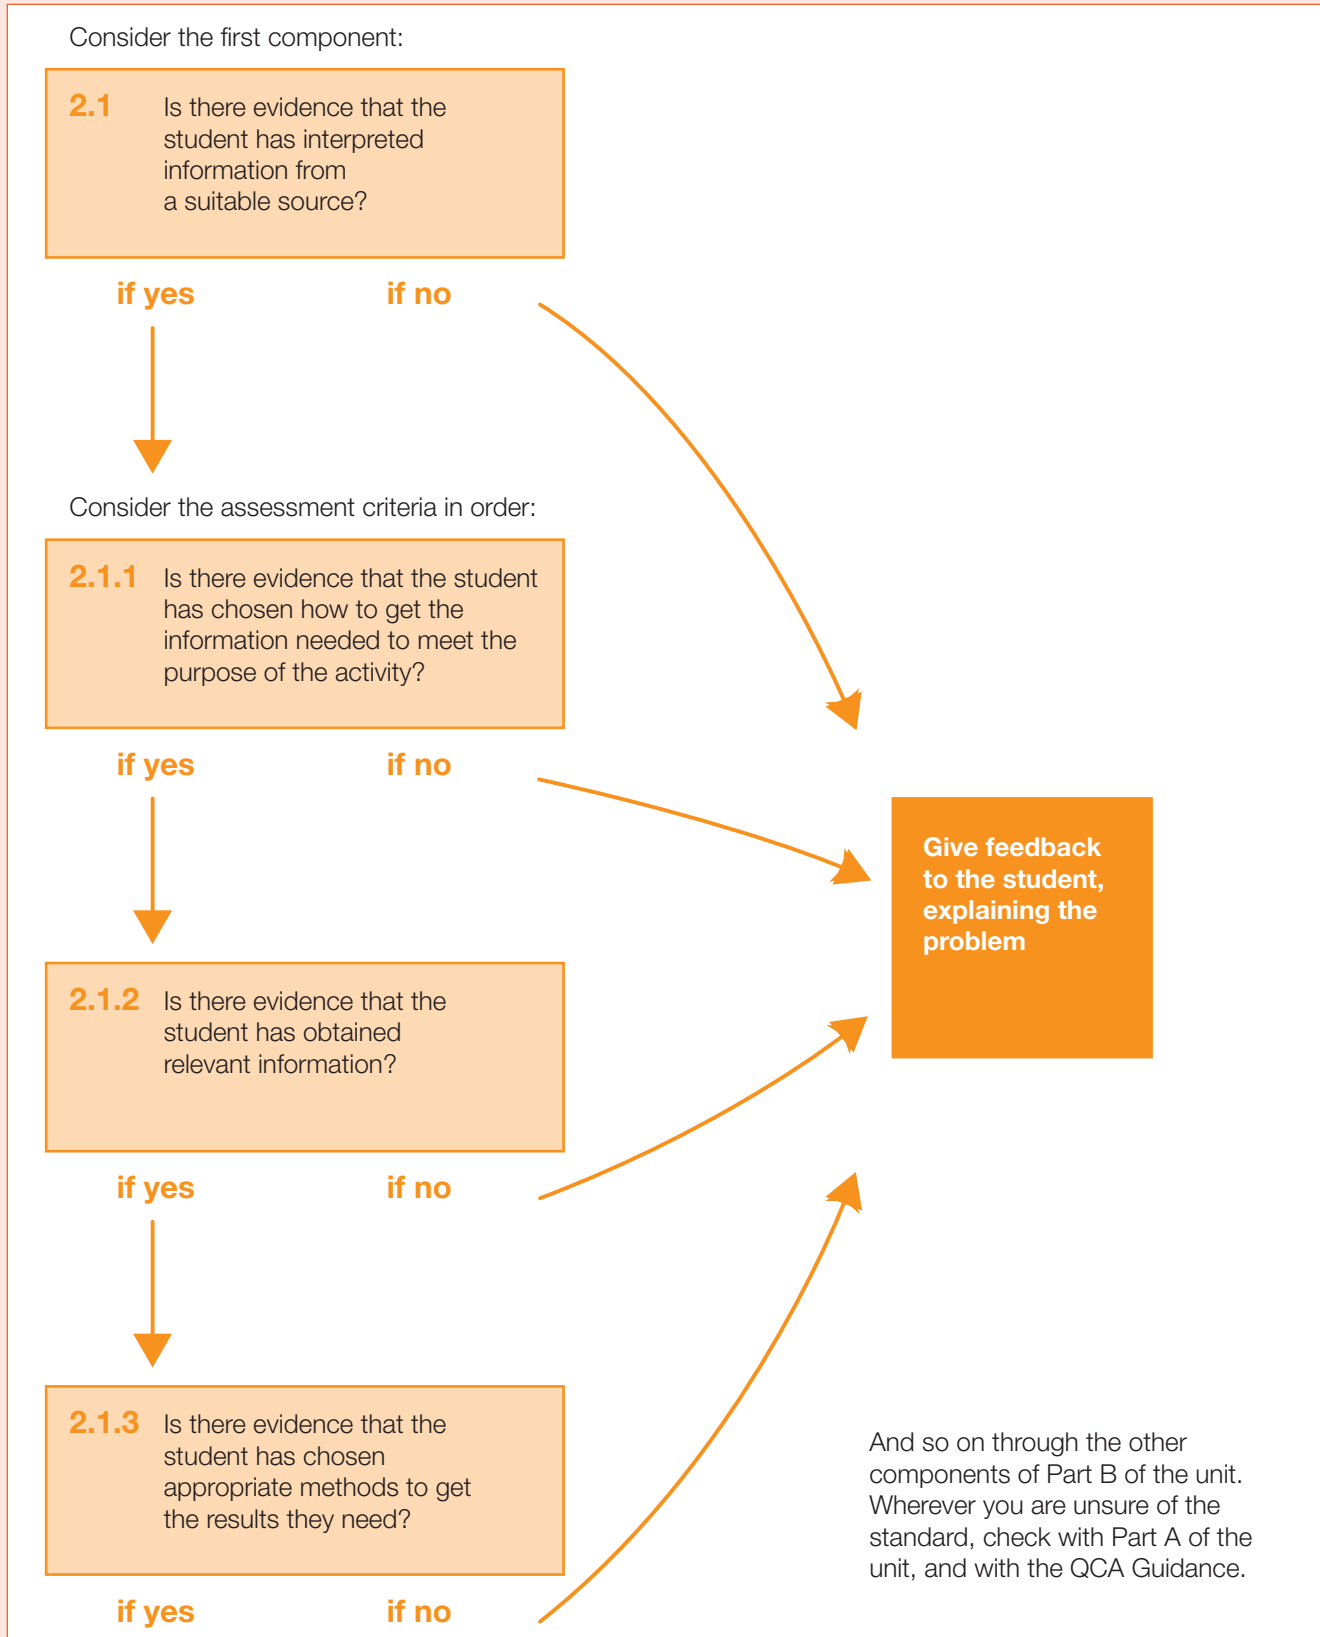 Consider the first component:
2.1 Is there evidence that the
student has interpreted
information from
a suitable source?
if yes if no
Consider the assessment criteria in order:
2.1.1 Is there evidence that the student
has chosen how to get the
information needed to meet the
purpose of the activity?
if yes if no
Give feedback
to the student,
explaining the
problem
2.1.2 Is there evidence that the
student has obtained
relevant information?
if yes if no
2.1.3 Is there evidence that the
student has chosen
appropriate methods to get
the results they need?
if yes if no
And so on through the other
components of Part B of the unit.
Wherever you are unsure of the
standard, check with Part A of the
unit, and with the QCA Guidance.